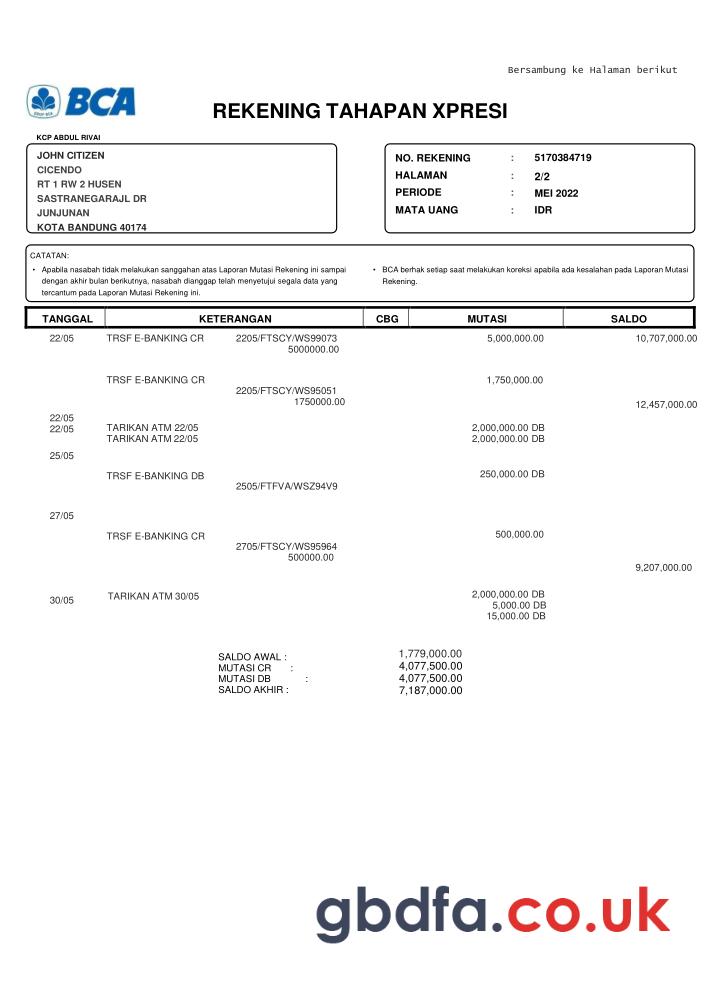 Bersambung ke Halaman berikut
BCA
REKENING TAHAPAN XPRESI
KCP ABDUL RIVAI
JOHN CITIZEN
CICENDO
RT 1 RW 2 HUSEN
SASTRANEGARAJL DR
JUNJUNAN
KOTA BANDUNG 40174
NO. REKENING : 5170384719
HALAMAN : 2/2
PERIODE : MEI 2022
MATA UANG : IDR
CATATAN:
• Apabila nasabah tidak melakukan sanggahan atas Laporan Mutasi Rekening ini sampai
dengan akhir bulan berikutnya, nasabah dianggap telah menyetujui segala data yang
tercantum pada Laporan Mutasi Rekening ini.
• BCA berhak setiap saat melakukan koreksi apabila ada kesalahan pada Laporan Mutasi
Rekening.
TANGGAL KETERANGAN CBG MUTASI SALDO
22/05 TRSF E-BANKING CR 2205/FTSCY/WS99073 5,000,000.00 10,707,000.00
5000000.00
TRSF E-BANKING CR 1,750,000.00
2205/FTSCY/WS95051
1750000.00
12,457,000.00
22/05
22/05 TARIKAN ATM 22/05 2,000,000.00 DB
TARIKAN ATM 22/05 2,000,000.00 DB
25/05
TRSF E-BANKING DB 250,000.00 DB
2505/FTFVA/WSZ94V9
27/05
TRSF E-BANKING CR 500,000.00
2705/FTSCY/WS95964
500000.00
9,207,000.00
30/05 TARIKAN ATM 30/05 2,000,000.00 DB
5,000.00 DB
15,000.00 DB
SALDO AWAL : 1,779,000.00
MUTASI CR : 4,077,500.00
MUTASI DB : 4,077,500.00
SALDO AKHIR : 7,187,000.00
gbdfa.co.uk